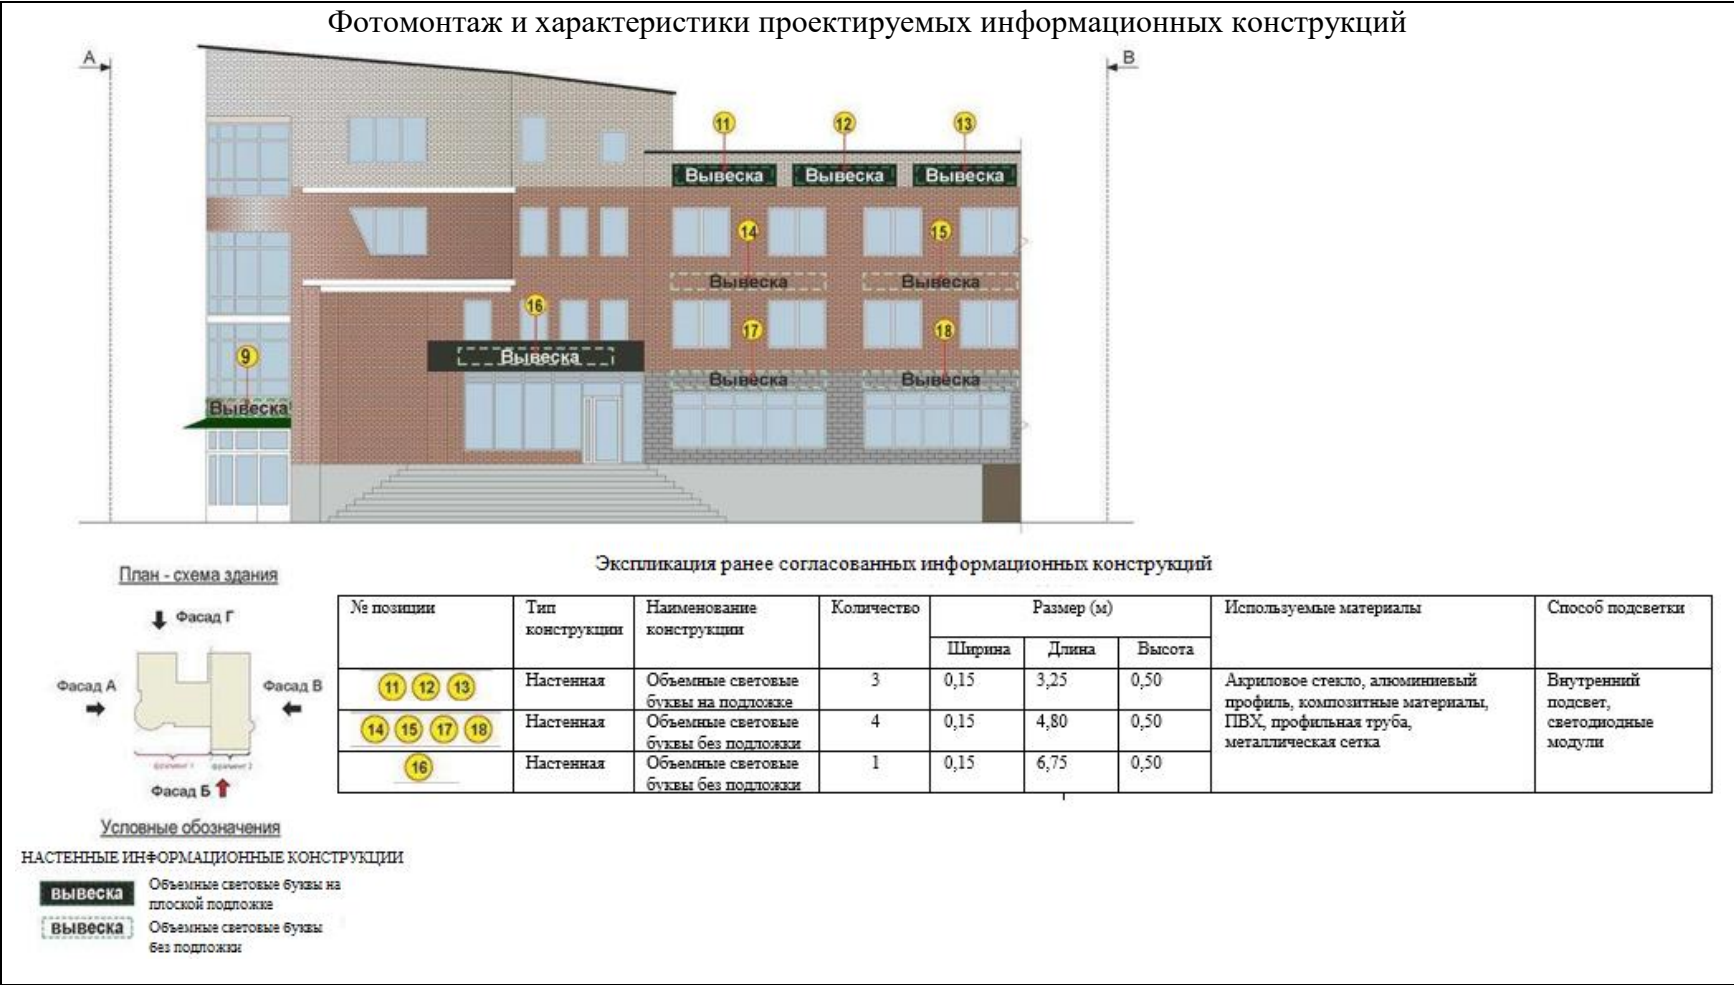 Фотомонтаж и характеристики проектируемых информационных конструкций
А
В
11
12
13
Вывеска
Вывеска
Вывеска
14
15
Вывеска
Вывеска
16
17
18
Вывеска
9
Вывеска
Вывеска
Вывеска
Экспликация ранее согласованных информационных конструкций
План - схема здания
Фасад Г
Фасад А
Фасад В
фрагмент 1
фрагмент 2
Фасад Б
№ позиции
Тип
конструкции
Наименование
конструкции
Количество
Размер (м)
Ширина
Длина
Высота
Используемые материалы
Способ подсветки
11 12 13
Настенная
Объемные световые
буквы на подложке
3
0,15
3,25
0,50
14 15 17 18
Настенная
Объемные световые
буквы без подложки
4
0,15
4,80
0,50
16
Настенная
Объемные световые
буквы без подложки
1
0,15
6,75
0,50
Акриловое стекло, алюминиевый
профиль, композитные материалы,
ПВХ, профильная труба,
металлическая сетка
Внутренний
подсвет,
светодиодные
модули
Условные обозначения
НАСТЕННЫЕ ИНФОРМАЦИОННЫЕ КОНСТРУКЦИИ
вывеска
Объемные световые буквы на
плоской подложке
вывеска
Объемные световые буквы
без подложки